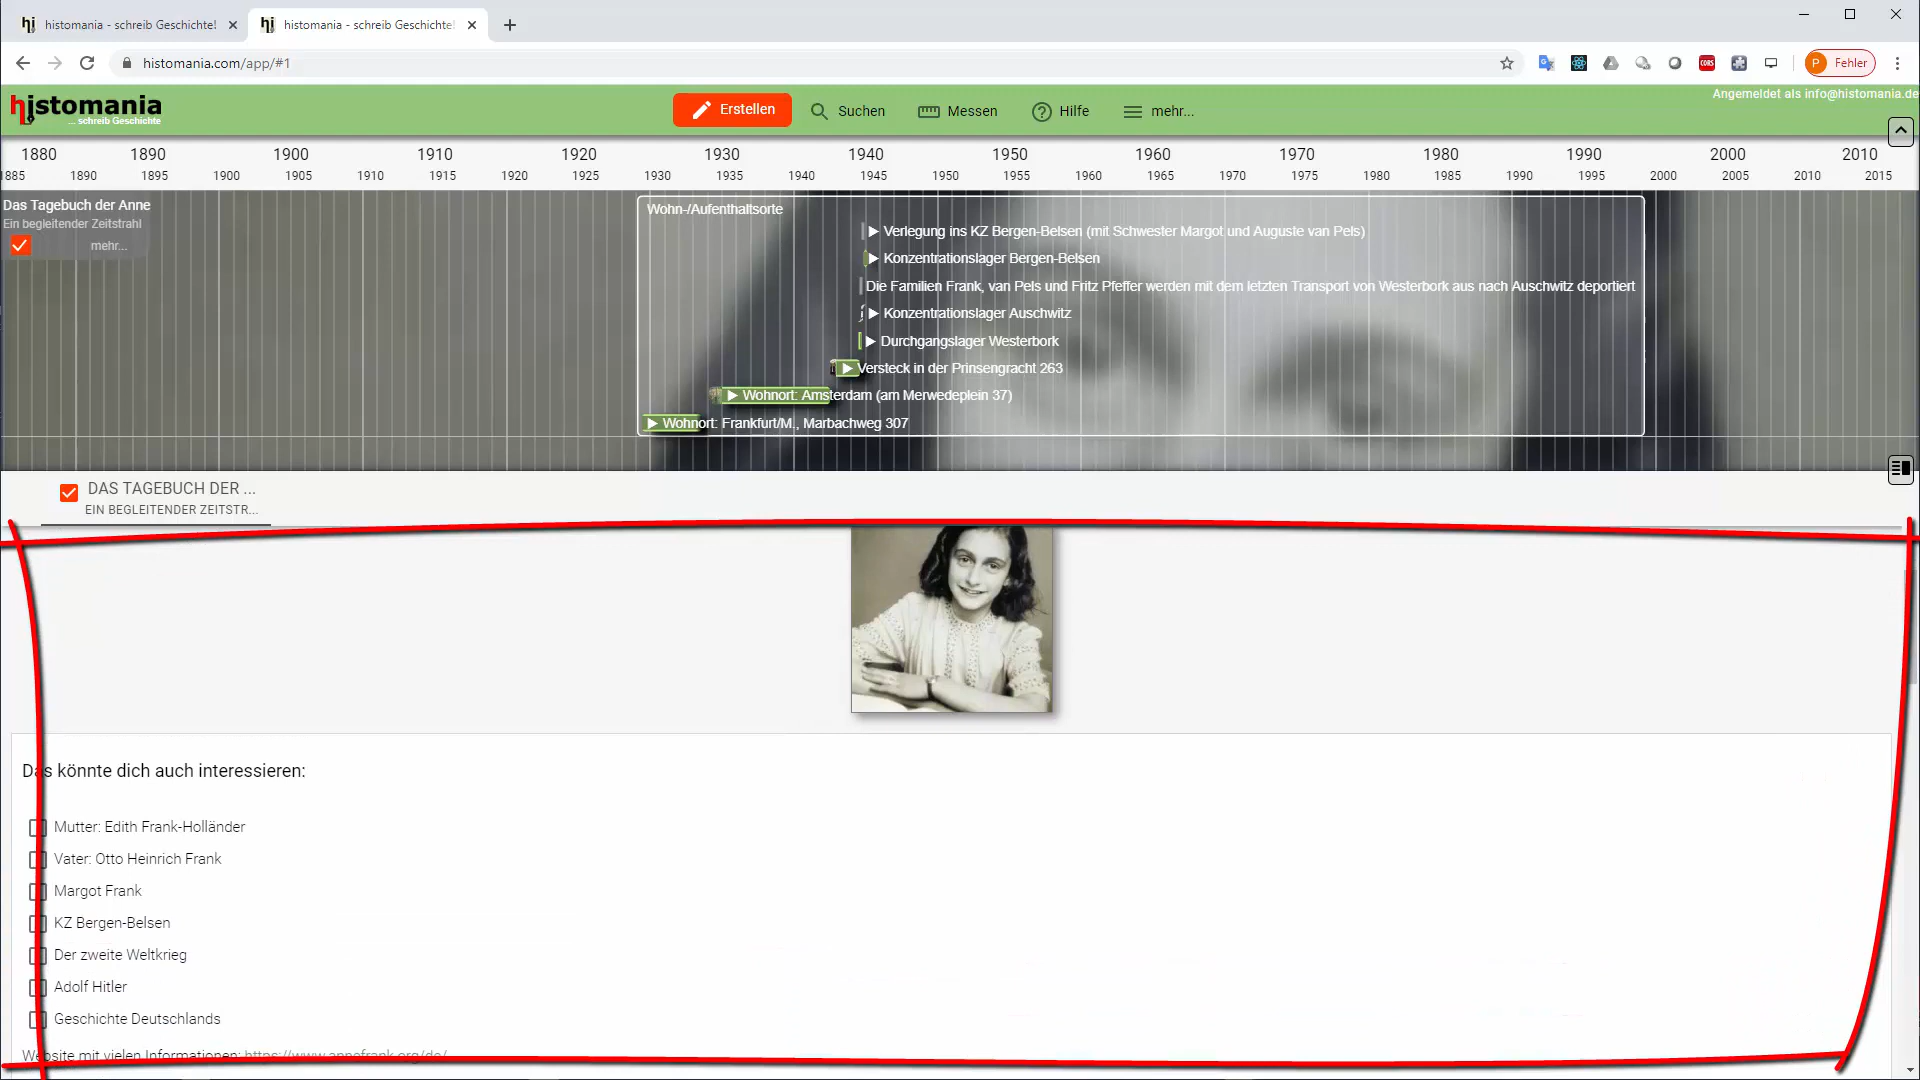 histomania - schreib Geschichte!
histomania - schreib Geschichte!
histomania.com/app/#1
CORS
P Fehler
histomania
... schreib Geschichte
Erstellen
Suchen
Messen
Hilfe
mehr...
Angemeldet als info@histomania.de
1880 1890 1900 1910 1920 1930 1940 1950 1960 1970 1980 1990 2000 2010
1885 1890 1895 1900 1905 1910 1915 1920 1925 1930 1935 1940 1945 1950 1955 1960 1965 1970 1975 1980 1985 1990 1995 2000 2005 2010 2015
Das Tagebuch der Anne
Ein begleitender Zeitstrahl
mehr...
Wohn-/Aufenthaltsorte
Verlegung ins KZ Bergen-Belsen (mit Schwester Margot und Auguste van Pels)
Konzentrationslager Bergen-Belsen
Die Familien Frank, van Pels und Fritz Pfeffer werden mit dem letzten Transport von Westerbork aus nach Auschwitz deportiert
Konzentrationslager Auschwitz
Durchgangslager Westerbork
Versteck in der Prinsengracht 263
Wohnort: Amsterdam (am Merwedeplein 37)
Wohnort: Frankfurt/M., Marbachweg 307
DAS TAGEBUCH DER ...
EIN BEGLEITENDER ZEITSTR...
Das könnte dich auch interessieren:
Mutter: Edith Frank-Holländer
Vater: Otto Heinrich Frank
Margot Frank
KZ Bergen-Belsen
Der zweite Weltkrieg
Adolf Hitler
Geschichte Deutschlands
Website mit vielen Informationen: https://www.annefrank.org/de/